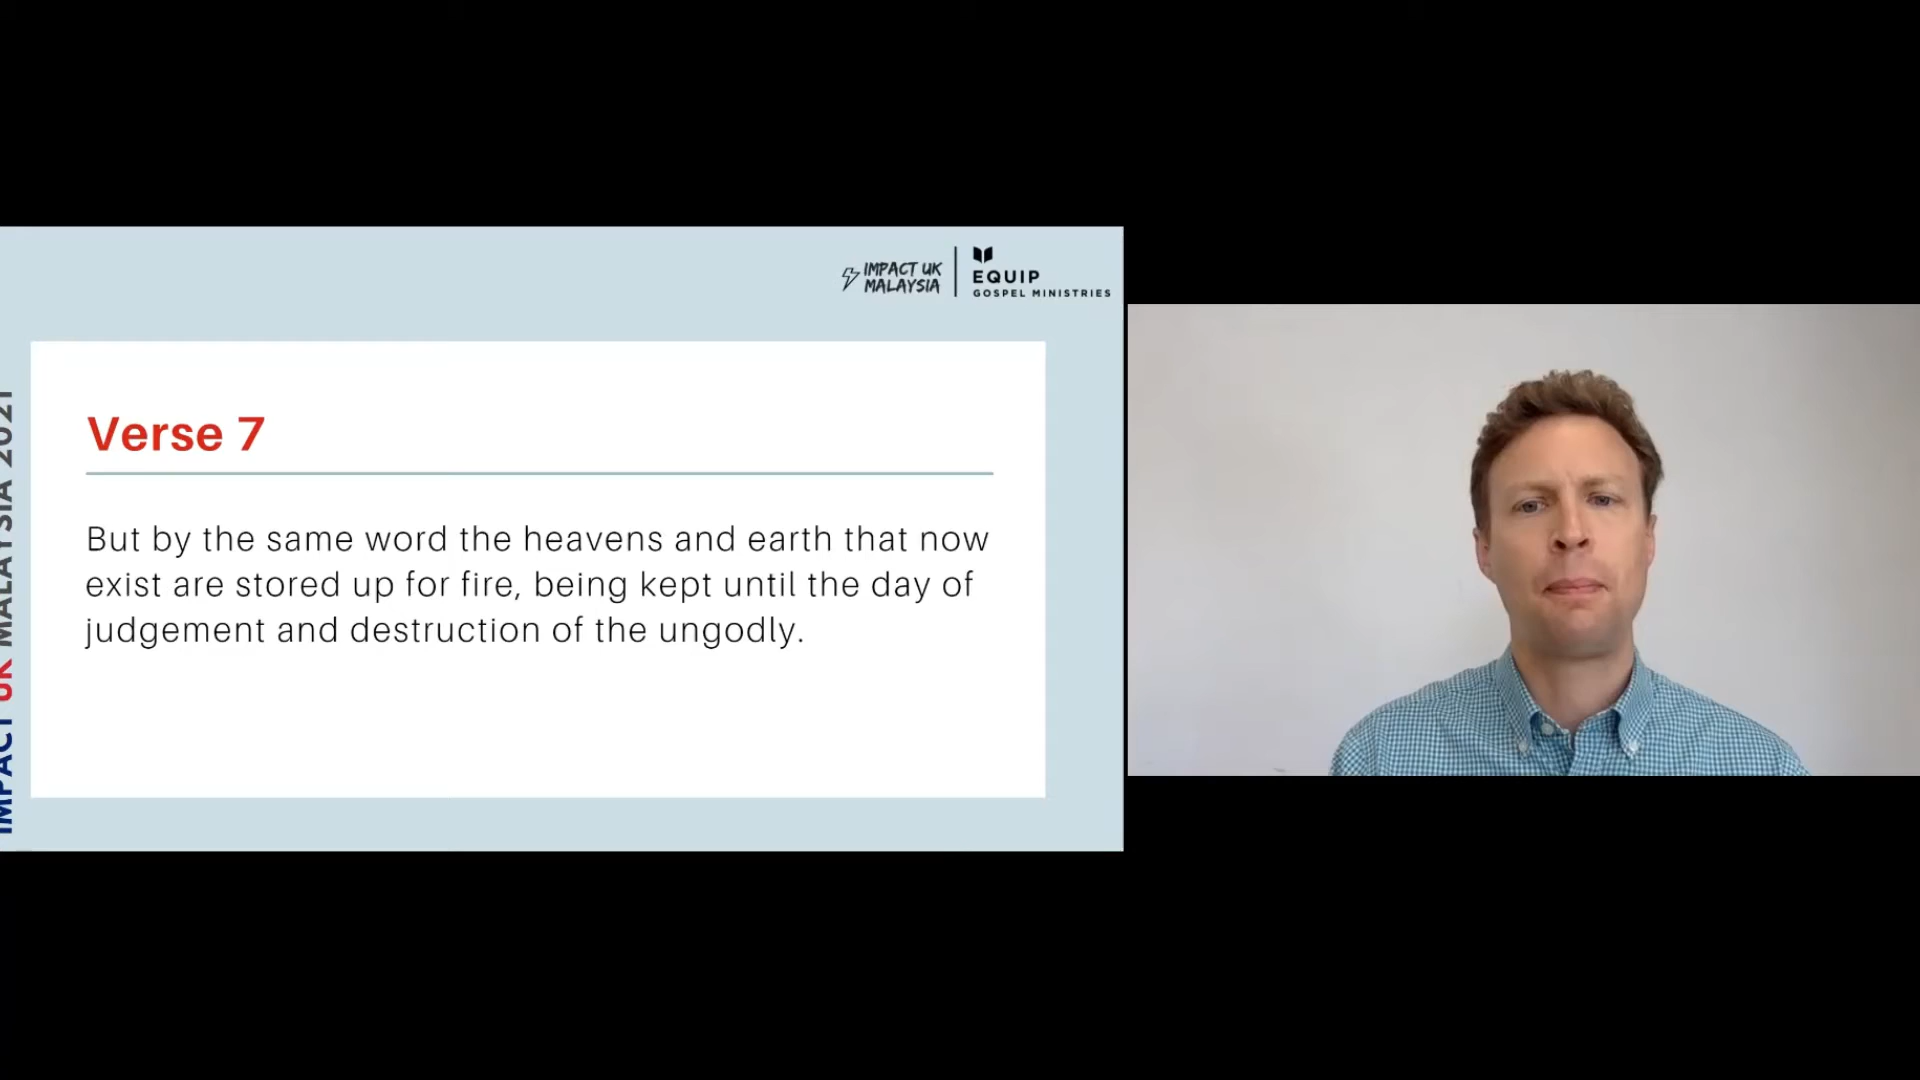 IMPACT UK
MALAYSIA
EQUIP
GOSPEL MINISTRIES
IMPACT UK MALAYSIA 2021
Verse 7
But by the same word the heavens and earth that now
exist are stored up for fire, being kept until the day of
judgement and destruction of the ungodly.